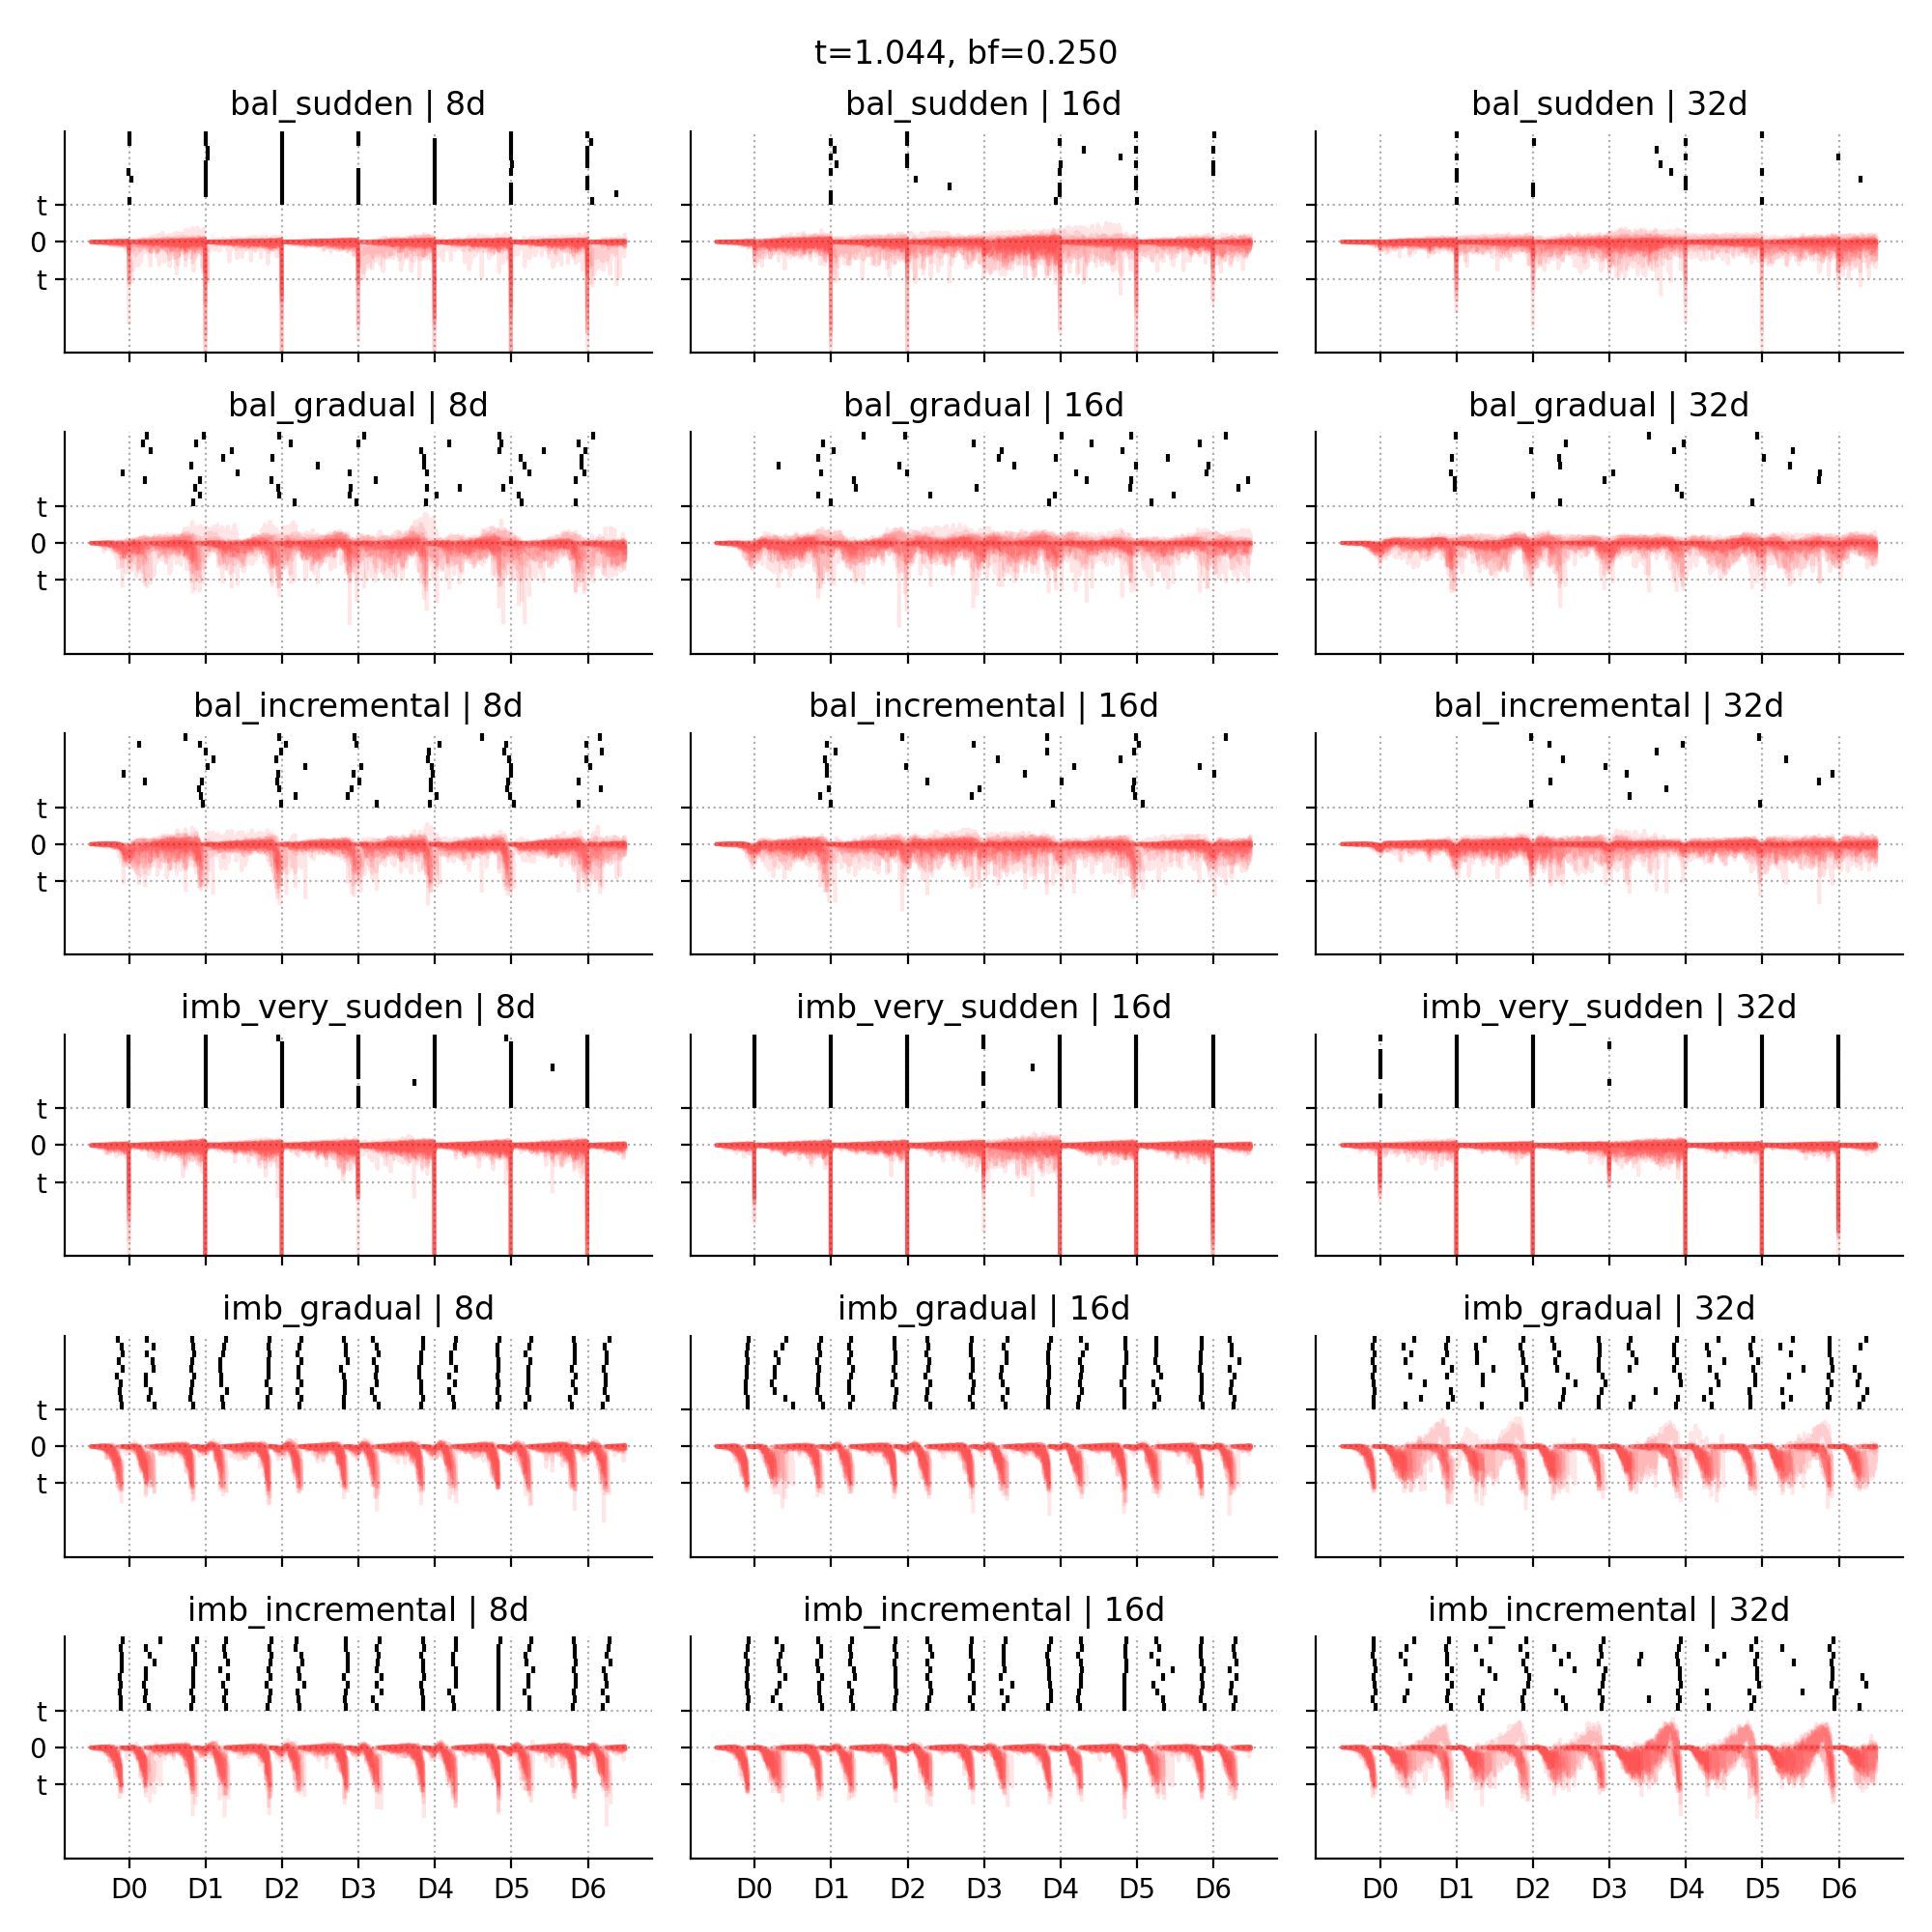 t=1.044, bf=0.250
bal_sudden | 8d
bal_sudden | 16d
bal_sudden | 32d
t
0
t
bal_gradual | 8d
bal_gradual | 16d
bal_gradual | 32d
t
0
t
bal_incremental | 8d
bal_incremental | 16d
bal_incremental | 32d
t
0
t
imb_very_sudden | 8d
imb_very_sudden | 16d
imb_very_sudden | 32d
t
0
t
imb_gradual | 8d
imb_gradual | 16d
imb_gradual | 32d
t
0
t
imb_incremental | 8d
imb_incremental | 16d
imb_incremental | 32d
t
0
t
D0 D1 D2 D3 D4 D5 D6
D0 D1 D2 D3 D4 D5 D6
D0 D1 D2 D3 D4 D5 D6